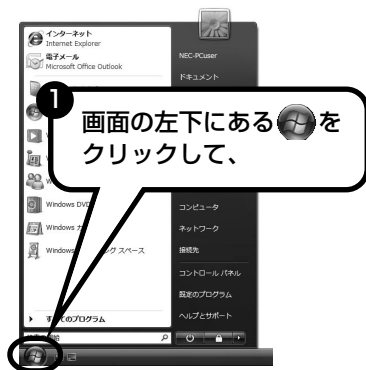 インターネット
Internet Explorer
電子メール
Microsoft Office Outlook
NEC-PCuser
ドキュメント
❶
画面の左下にある を
クリックして、
Windows DVD
コンピュータ
Windows
ネットワーク
Windows スペース
接続先
コントロール パネル
既定のプログラム
ヘルプとサポート
のプログラム